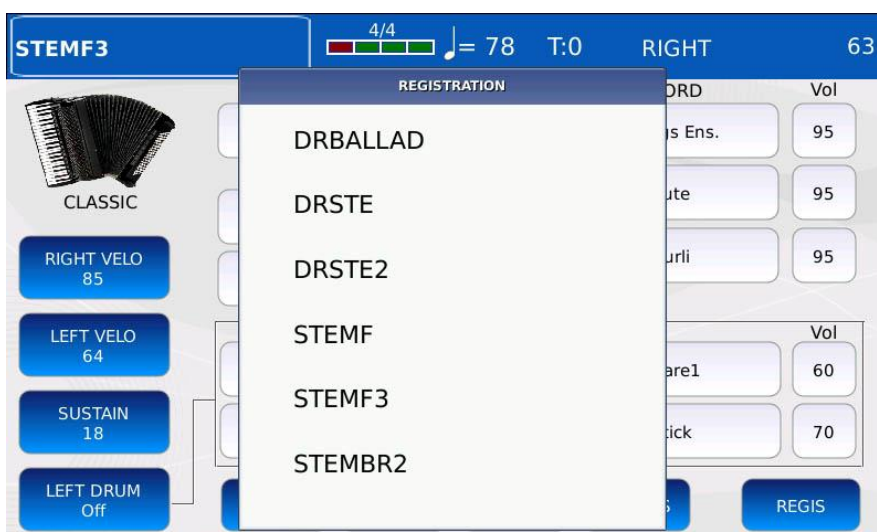 STEMF3
4/4
= 78 T:0 RIGHT 63
REGISTRATION
DRBALLAD
DRSTE
DRSTE2
STEMF
STEMF3
STEMBR2
CLASSIC
RIGHT VELO
85
LEFT VELO
64
SUSTAIN
18
LEFT DRUM
Off
Vol
Ens.
95
95
95
Vol
60
70
REGIS